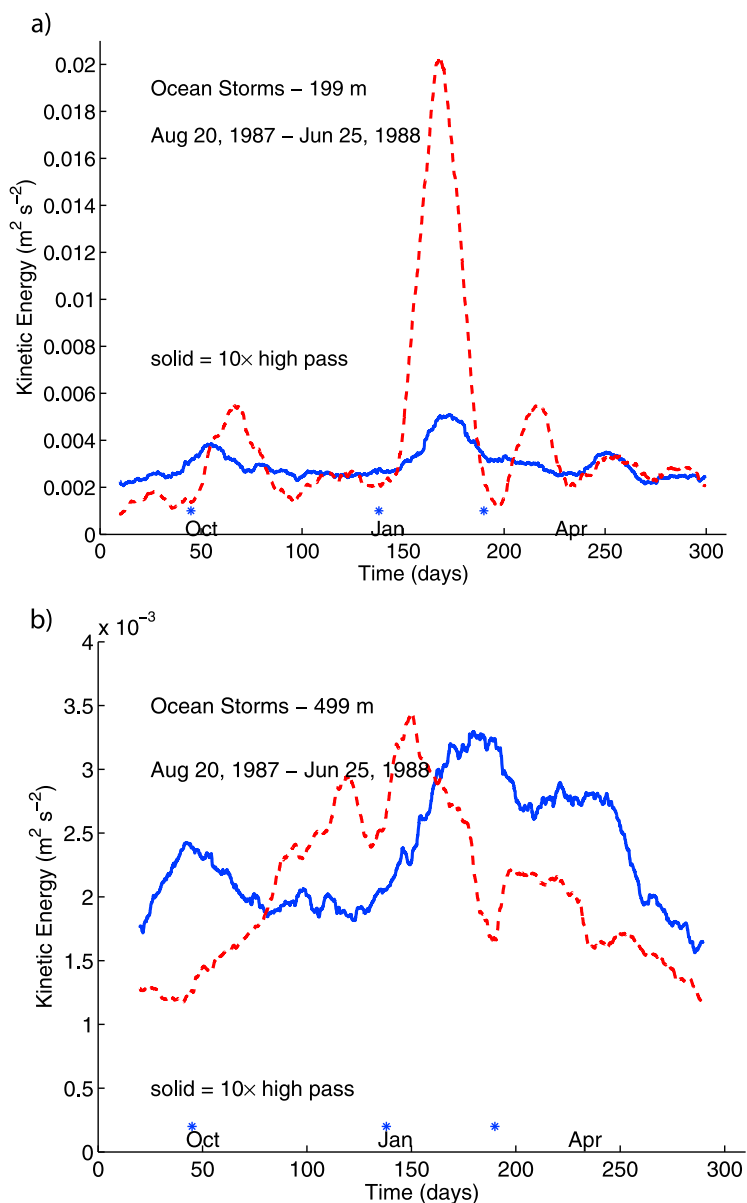 a)
0.02
Ocean Storms – 199 m
0.018
Aug 20, 1987 – Jun 25, 1988
0.016
0.014
0.012
0.01
Kinetic Energy (m² s⁻²)
0.008
solid = 10× high pass
0.006
0.004
0.002
* * *
0
Oct Jan Apr
0 50 100 150 200 250 300
Time (days)
b)
x 10⁻³
4
3.5
Ocean Storms – 499 m
3
Aug 20, 1987 – Jun 25, 1988
2.5
2
Kinetic Energy (m² s⁻²)
1.5
1
0.5
solid = 10× high pass
* * *
0
Oct Jan Apr
0 50 100 150 200 250 300
Time (days)